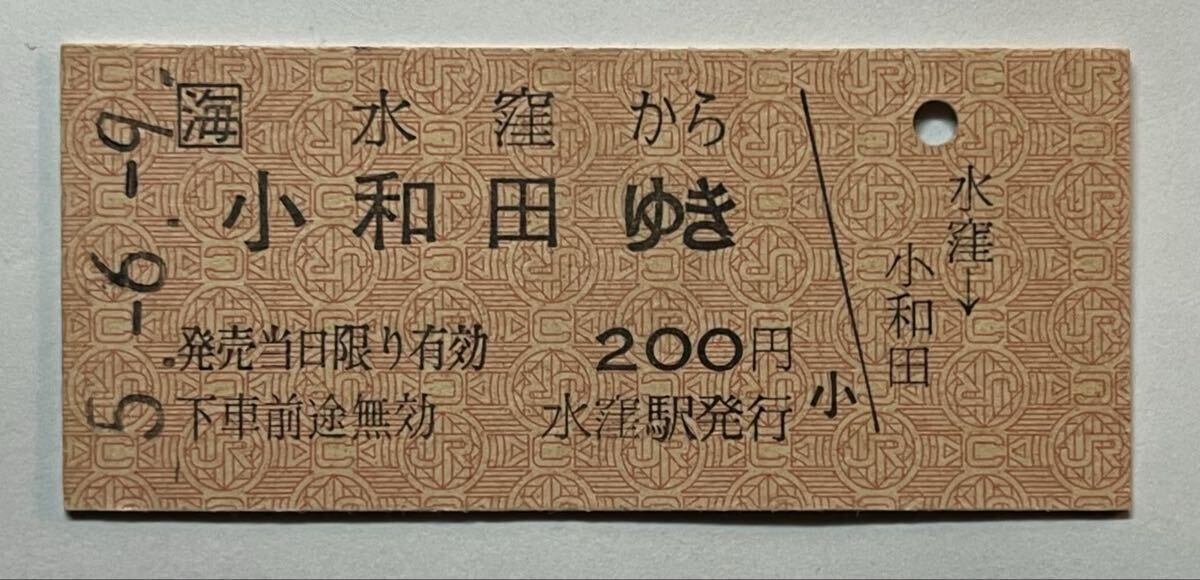 5.-6.-9
海 水窪から
小和田ゆき
発売当日限り有効 200円
下車前途無効 水窪駅発行
小
水窪→
小和田